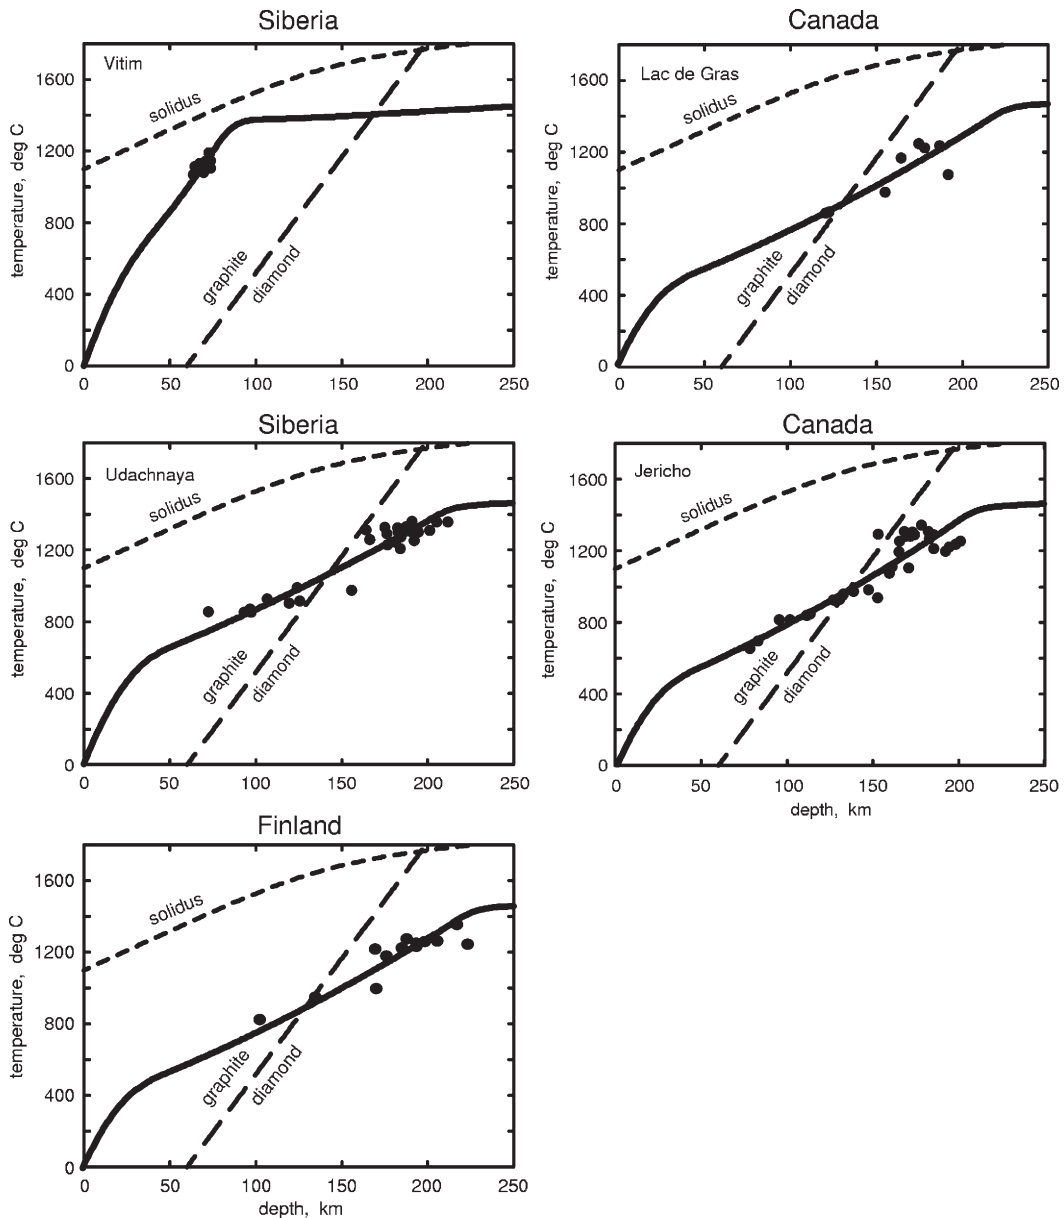 Siberia
Canada
Vitim
Lac de Gras
solidus
solidus
temperature, deg C
temperature, deg C
1600
1200
800
400
0
1600
1200
800
400
0
graphite
diamond
graphite
diamond
0 50 100 150 200 250
0 50 100 150 200 250
Siberia
Canada
Udachnaya
Jericho
solidus
solidus
temperature, deg C
temperature, deg C
1600
1200
800
400
0
1600
1200
800
400
0
graphite
diamond
graphite
diamond
0 50 100 150 200 250
0 50 100 150 200 250
depth, km
Finland
solidus
temperature, deg C
1600
1200
800
400
0
graphite
diamond
0 50 100 150 200 250
depth, km